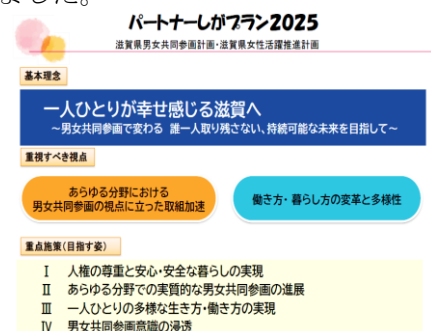 ました。
パートナーしがプラン2025
滋賀県男女共同参画計画・滋賀県女性活躍推進計画
基本理念
一人ひとりが幸せ感じる滋賀へ
～男女共同参画で変わる 誰一人取り残さない、持続可能な未来を目指して～
重視すべき視点
あらゆる分野における
男女共同参画の視点に立った取組加速
働き方・暮らし方の変革と多様性
重点施策(目指す姿)
Ⅰ 人権の尊重と安心・安全な暮らしの実現
Ⅱ あらゆる分野での実質的な男女共同参画の進展
Ⅲ 一人ひとりの多様な生き方・働き方の実現
Ⅳ 男女共同参画意識の浸透